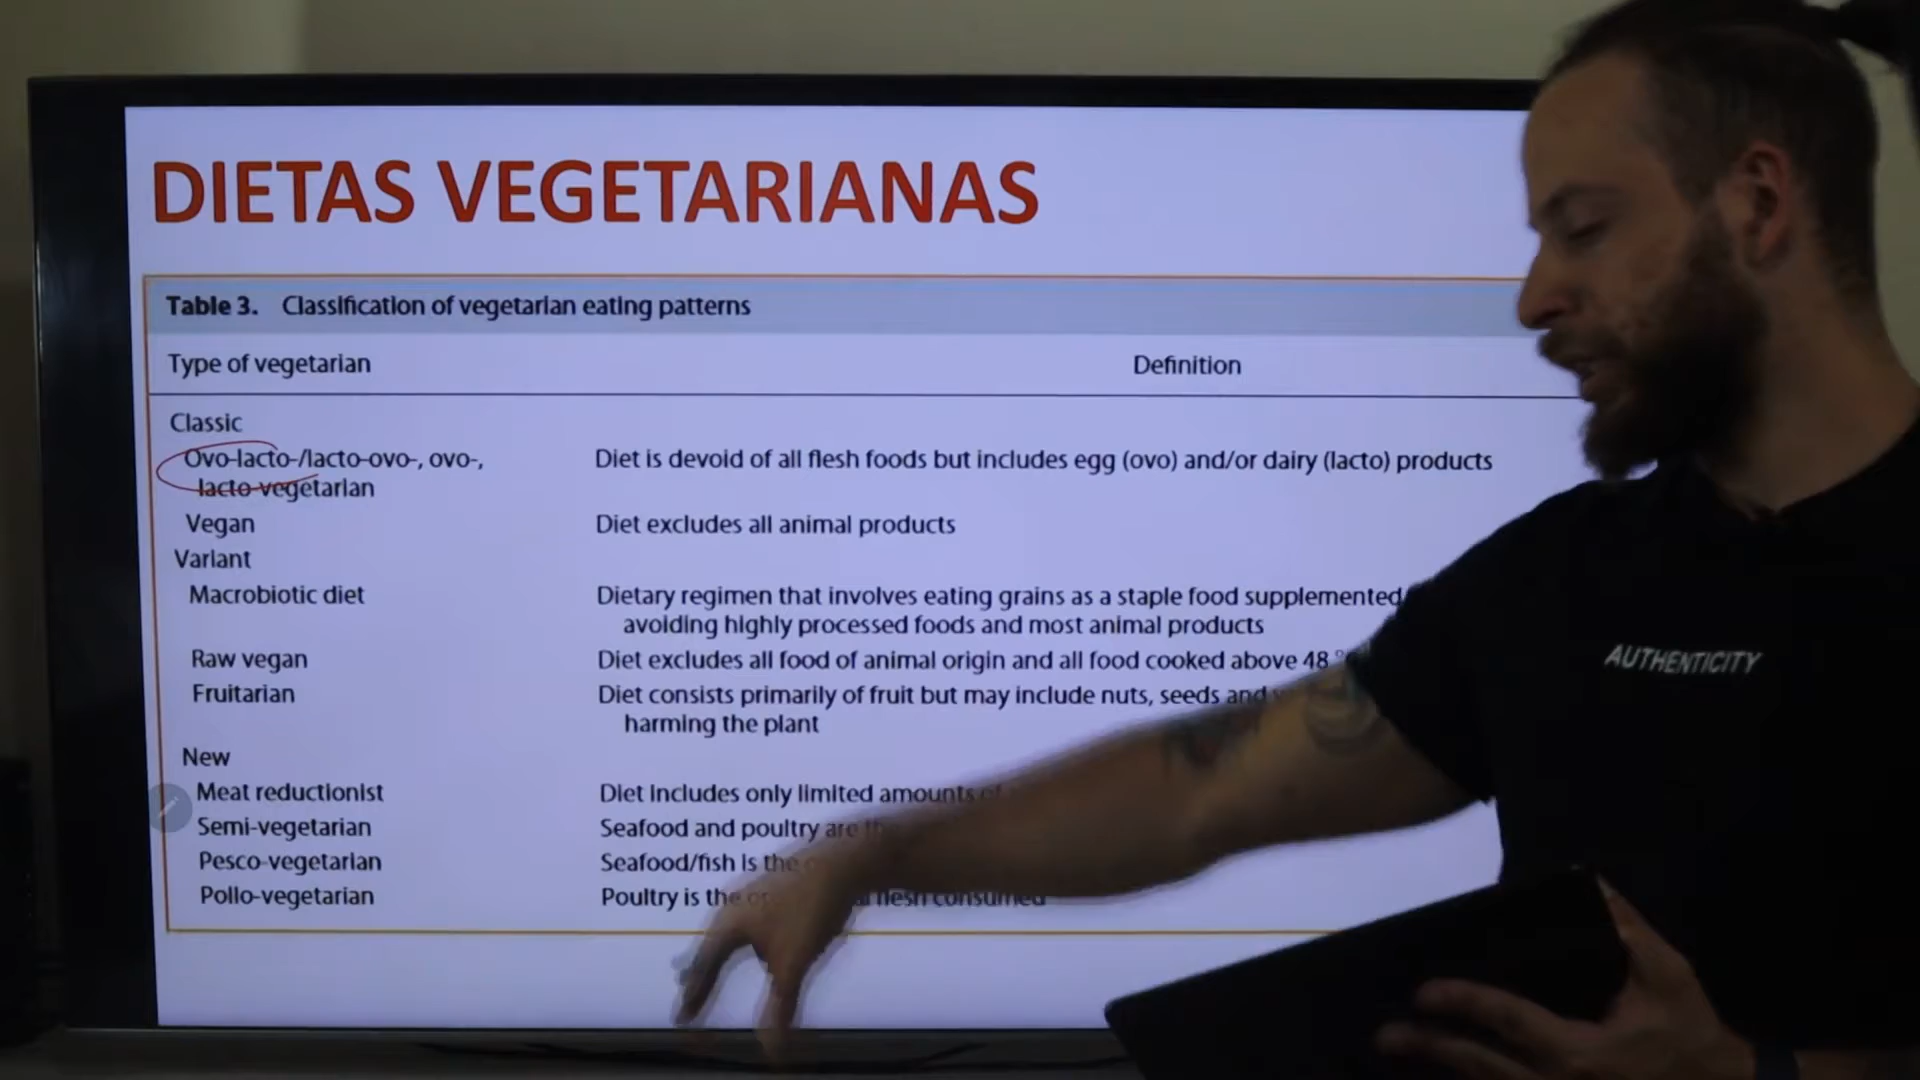 DIETAS VEGETARIANAS
Table 3. Classification of vegetarian eating patterns
Type of vegetarian Definition
Classic
Ovo-lacto-/lacto-ovo-, ovo-, Diet is devoid of all flesh foods but includes egg (ovo) and/or dairy (lacto) products
lacto vegetarian
Vegan Diet excludes all animal products
Variant
Macrobiotic diet Dietary regimen that involves eating grains as a staple food supplemented
avoiding highly processed foods and most animal products
Raw vegan Diet excludes all food of animal origin and all food cooked above 48
Fruitarian Diet consists primarily of fruit but may include nuts, seeds and
harming the plant
New
Meat reductionist Diet includes only limited amounts
Semi-vegetarian Seafood and poultry are
Pesco-vegetarian Seafood/fish is the
Pollo-vegetarian Poultry is the flesh consumed
AUTHENTICITY